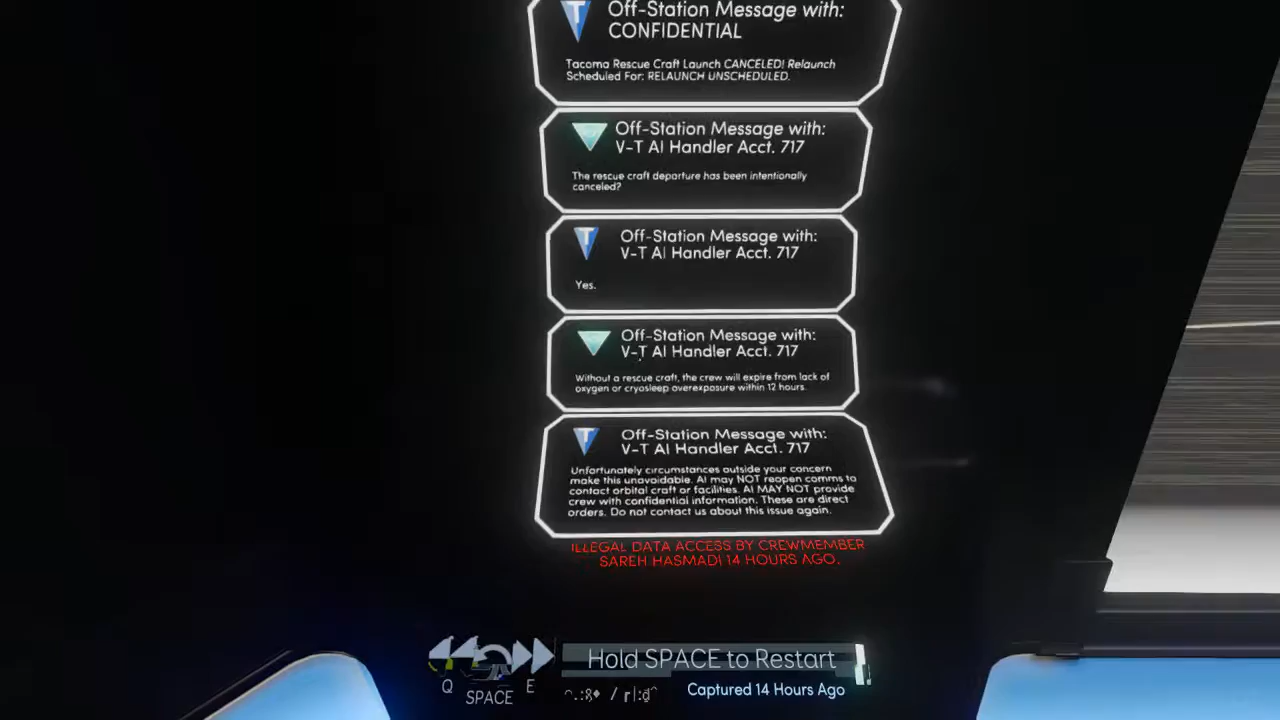 Off-Station Message with:
CONFIDENTIAL
Tacoma Rescue Craft Launch CANCELED! Relaunch
Scheduled For: RELAUNCH UNSCHEDULED.
Off-Station Message with:
V-T AI Handler Acct. 717
The rescue craft departure has been intentionally
canceled?
Off-Station Message with:
V-T AI Handler Acct. 717
Yes.
Off-Station Message with:
V-T AI Handler Acct. 717
Without a rescue craft, the crew will expire from lack of
oxygen or cryosleep overexposure within 12 hours.
Off-Station Message with:
V-T AI Handler Acct. 717
Unfortunately circumstances outside your concern
make this unavoidable. AI may NOT reopen comms to
contact orbital craft or facilities. AI MAY NOT provide
crew with confidential information. These are direct
orders. Do not contact us about this issue again.
ILLEGAL DATA ACCESS BY CREWMEMBER
SAREH HASMADI 14 HOURS AGO.
Hold SPACE to Restart
Q SPACE E
Captured 14 Hours Ago